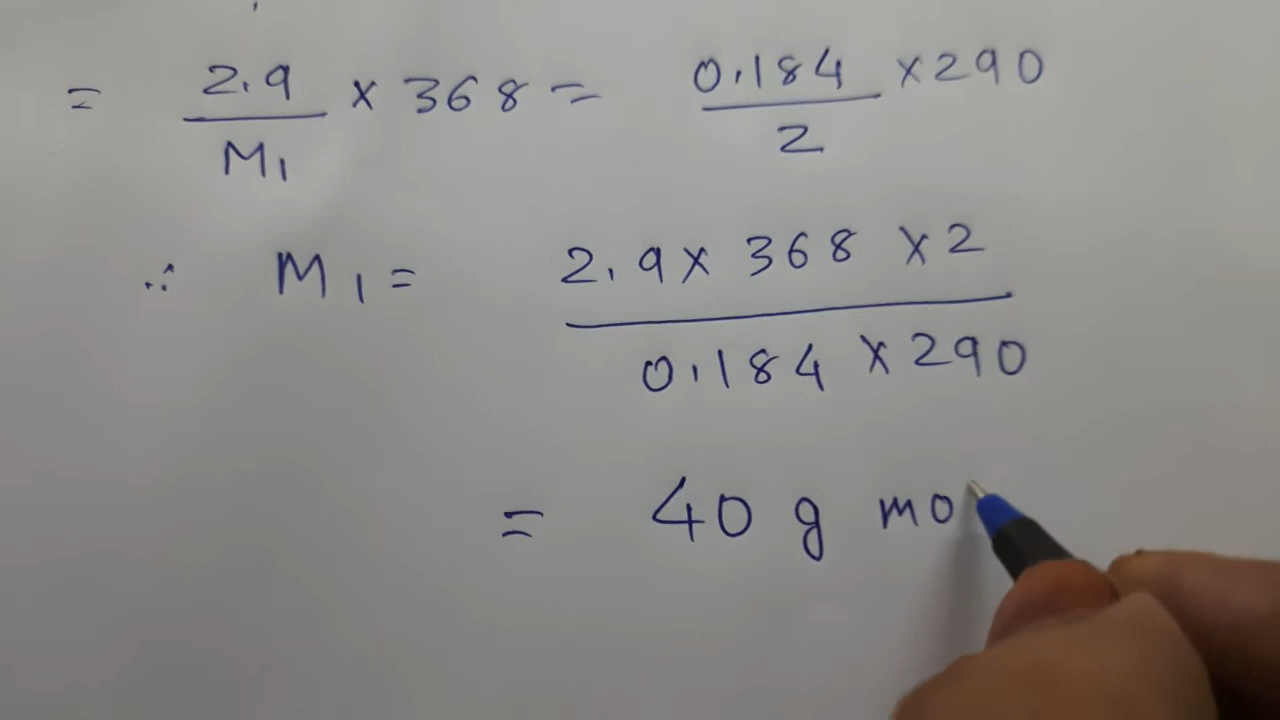 = 2.9/M1 × 368 = 0.184/2 × 290
∴ M1 = 2.9 × 368 × 2 / 0.184 × 290
= 40 g mo